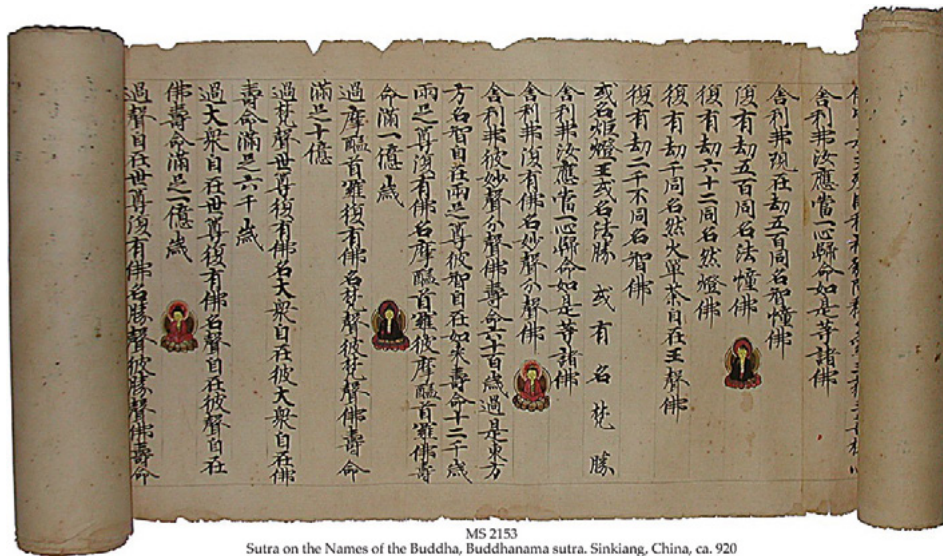 舍利弗汝應當一心歸命如是等諸佛
舍利弗現在劫五百同名智幢佛
復有劫五百同名法幢佛
復有劫六十二同名然燈佛
復有劫千同名然火單荼自在王聲佛
復有劫二千不同名智佛
或名炬燈王或名法勝 或有名梵勝
舍利弗汝應當一心歸命如是等諸佛
舍利弗復有佛名妙聲分聲佛
舍利弗彼妙聲分聲佛壽命六十百歲過是東方
方名智自在兩足尊彼智自在如來壽命十二千歲
兩足之尊復有佛名摩醯首羅彼摩醯首羅佛壽
命滿一億歲
過摩醯首羅復有佛名梵聲彼梵聲佛壽命
滿足十億
過梵聲世尊復有佛名大衆自在彼大衆自在佛
壽命滿足六千歲
過大衆自在世尊復有佛名聲自在彼聲自在
佛壽命滿足一億歲
過聲自在世尊復有佛名勝聲彼勝聲佛壽命
MS 2153
Sutra on the Names of the Buddha, Buddhanama sutra. Sinkiang, China, ca. 920